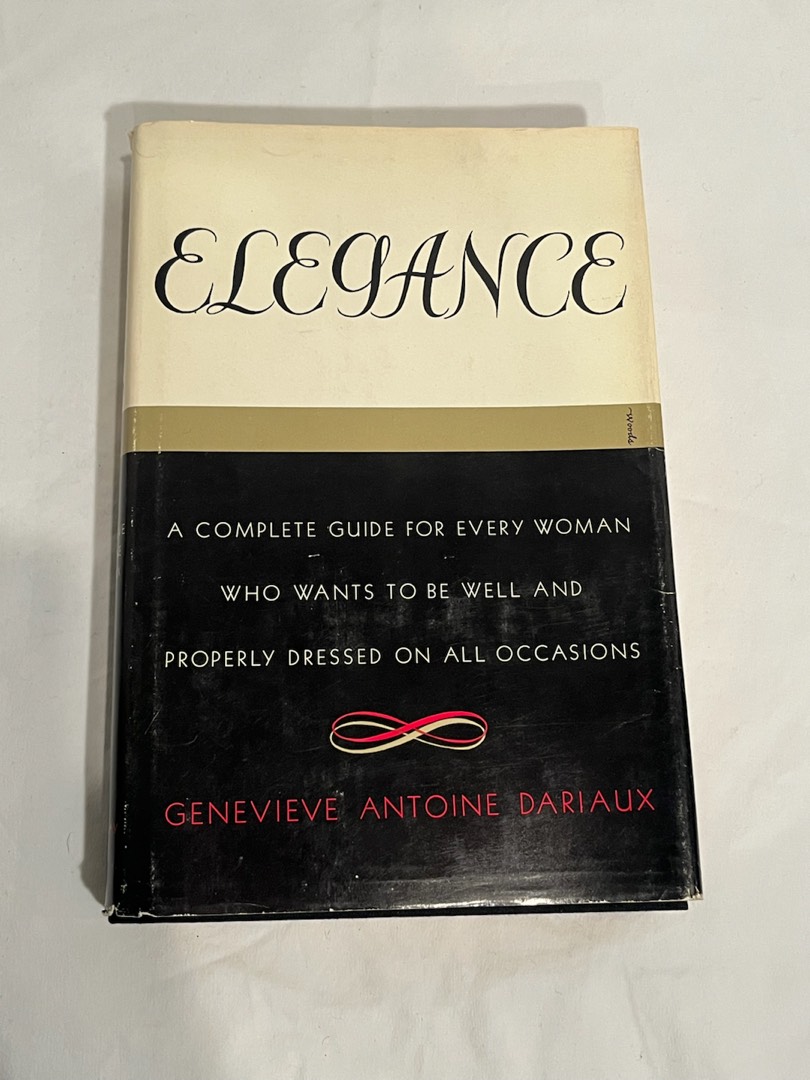 ELEGANCE
Woods
A COMPLETE GUIDE FOR EVERY WOMAN
WHO WANTS TO BE WELL AND
PROPERLY DRESSED ON ALL OCCASIONS
GENEVIEVE ANTOINE DARIAUX